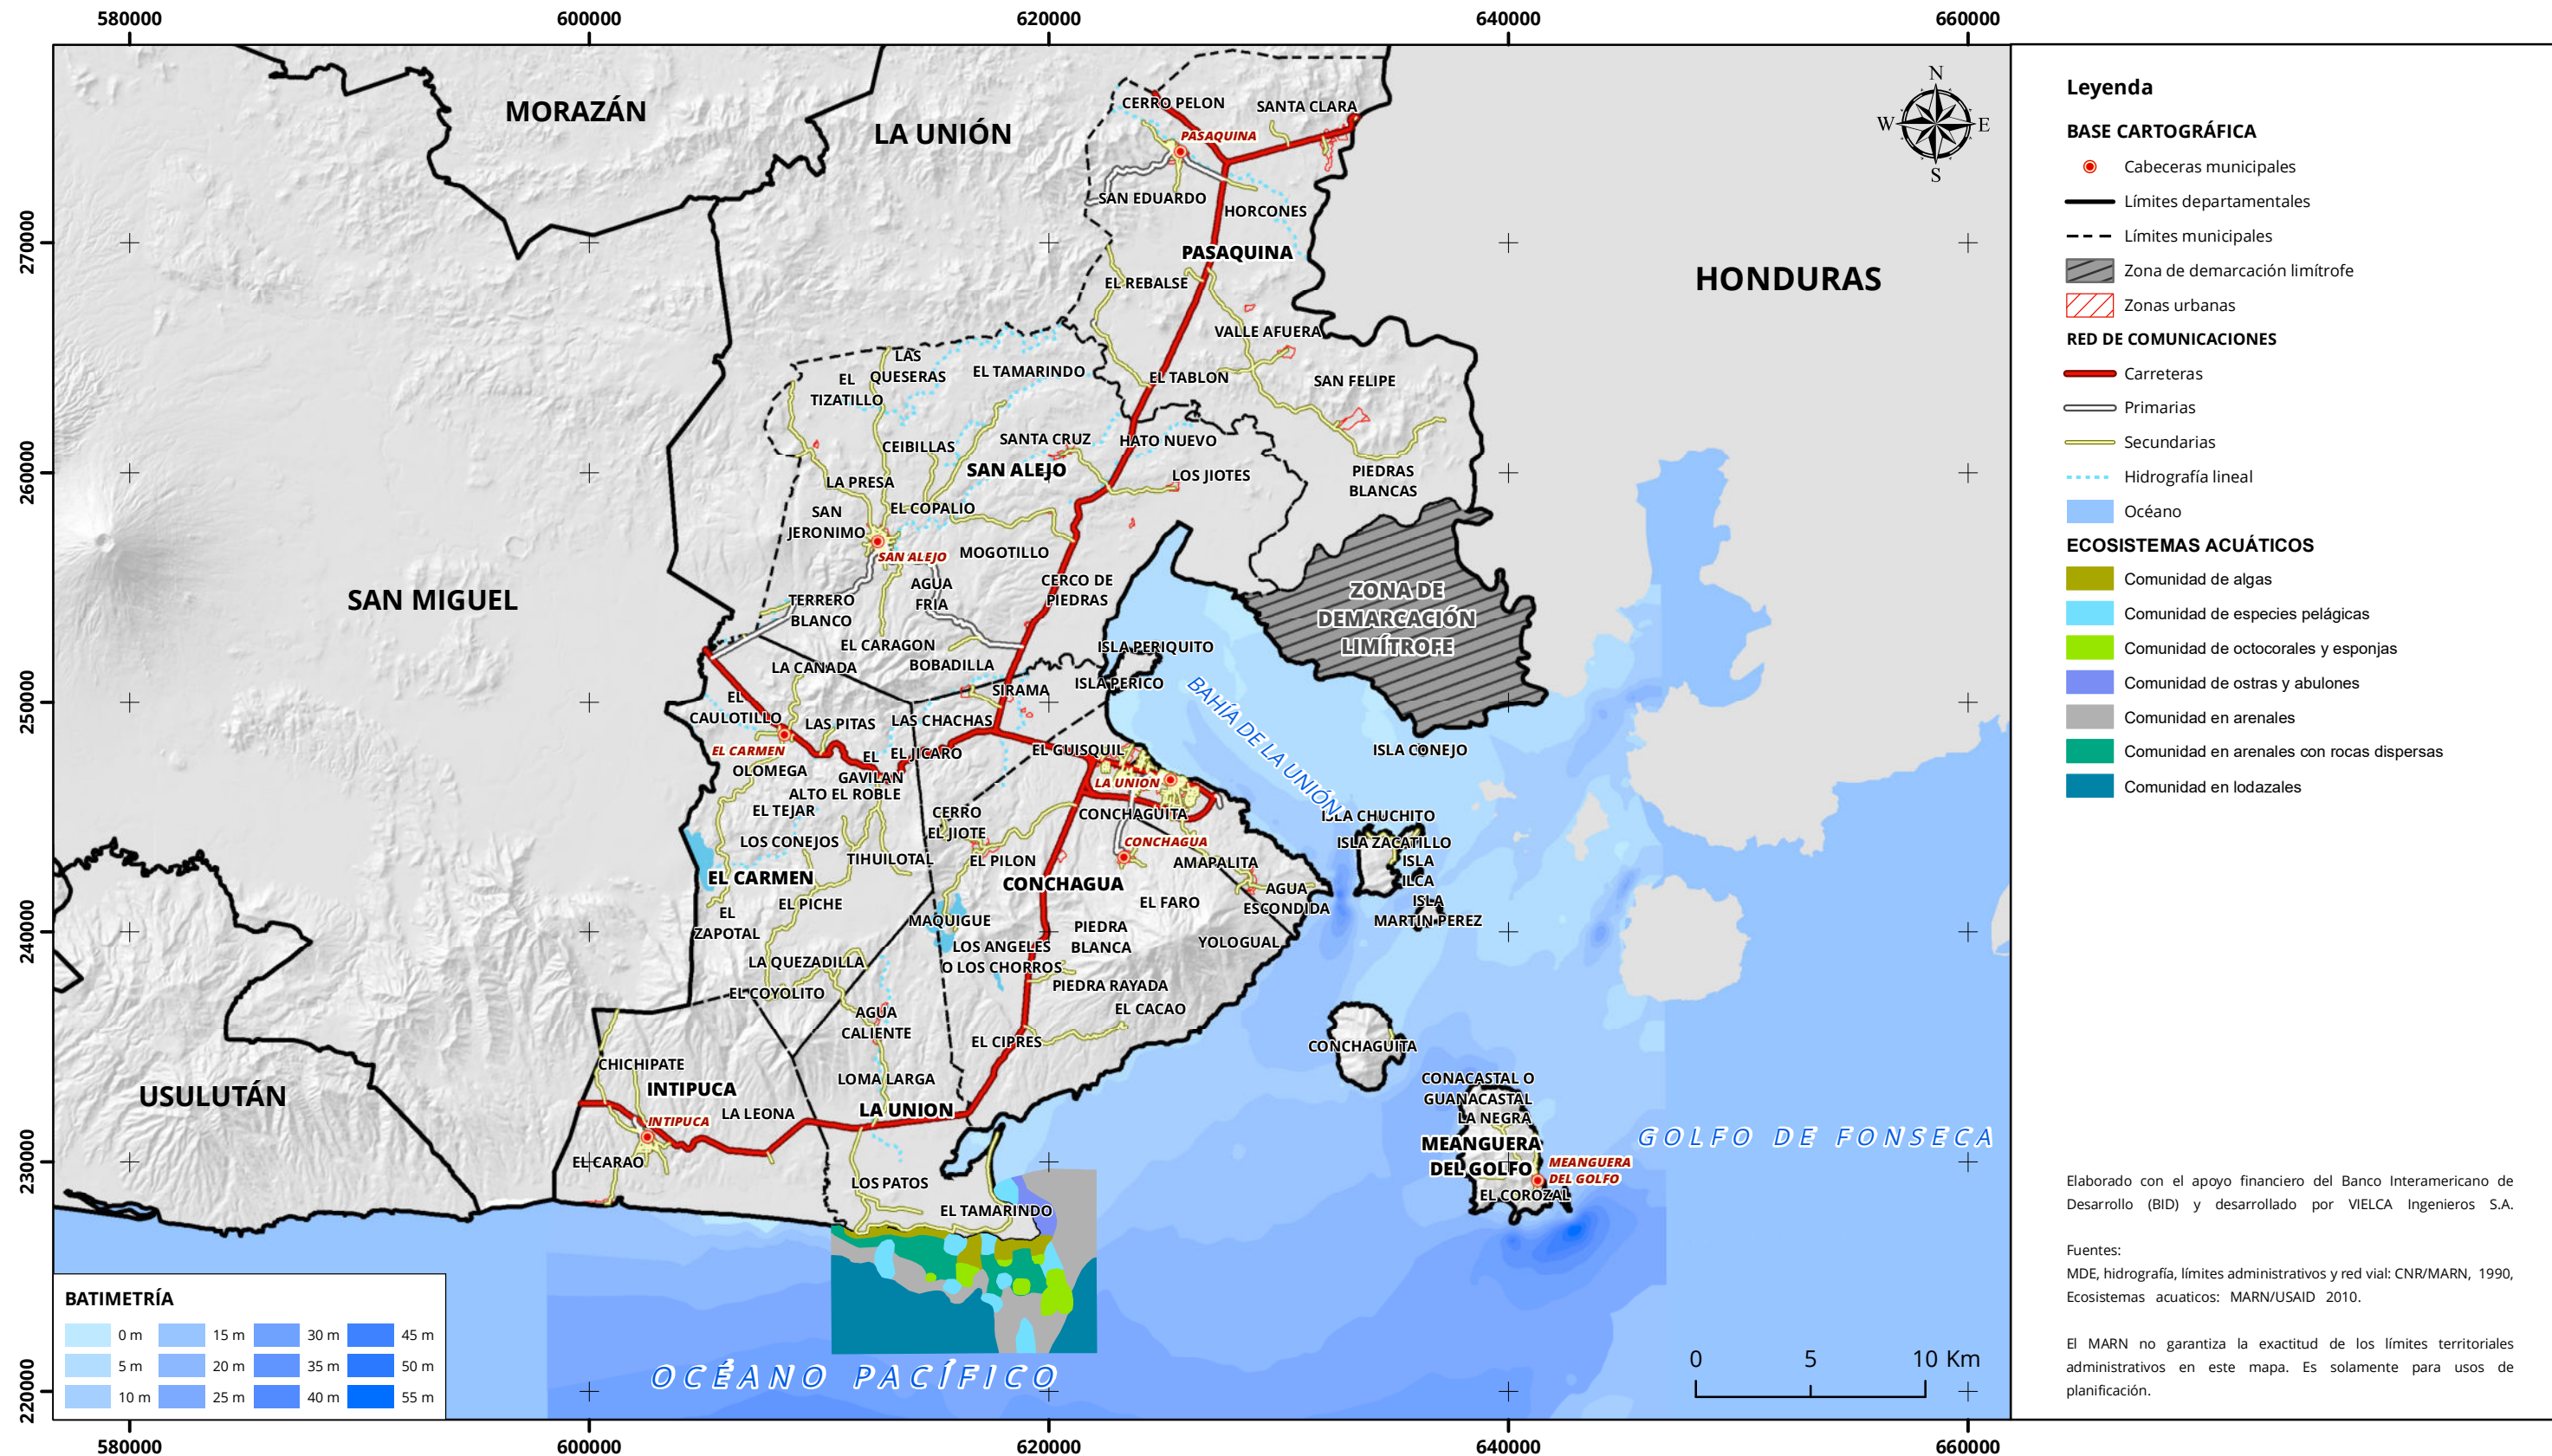 580000
600000
620000
640000
660000
270000
260000
250000
240000
230000
220000
MORAZÁN
LA UNIÓN
HONDURAS
SAN MIGUEL
USULUTÁN
N
W
E
S
CERRO PELON
SANTA CLARA
PASAQUINA
SAN EDUARDO
HORCONES
PASAQUINA
EL REBALSE
VALLE AFUERA
LAS
QUESERAS
EL
TIZATILLO
EL TAMARINDO
EL TABLON
SAN FELIPE
CEIBILLAS
SANTA CRUZ
HATO NUEVO
SAN ALEJO
LOS JIOTES
PIEDRAS
BLANCAS
LA PRESA
SAN
JERONIMO
EL COPALIO
SAN ALEJO
MOGOTILLO
AGUA
FRIA
CERCO DE
PIEDRAS
ZONA DE
DEMARCACIÓN
LIMÍTROFE
TERRERO
BLANCO
EL CARAGON
BOBADILLA
LA CAÑADA
ISLA PERIQUITO
ISLA PERICO
SIRAMA
EL
CAULOTILLO
LAS PITAS
LAS CHACHAS
BAHÍA DE LA UNIÓN
EL CARMEN
OLOMEGA
EL
GAVILAN
EL JICARO
EL GUISQUIL
ISLA CONEJO
LA UNION
ALTO EL ROBLE
EL TEJAR
CERRO
EL JIOTE
CONCHAGÜITA
ISLA CHUCHITO
ISLA ZACATILLO
LOS CONEJOS
TIHUILOTAL
EL PILON
CONCHAGUA
AMAPALITA
ISLA
ILCA
EL CARMEN
CONCHAGUA
AGUA
ESCONDIDA
ISLA
MARTIN PEREZ
EL PICHE
EL FARO
EL
ZAPOTAL
MAQUIGUE
PIEDRA
BLANCA
YOLOGUAL
LOS ANGELES
O LOS CHORROS
LA QUEZADILLA
EL COYOLITO
PIEDRA RAYADA
EL CACAO
AGUA
CALIENTE
EL CIPRES
CONCHAGUITA
CHICHIPATE
INTIPUCA
LOMA LARGA
CONACASTAL O
GUANACASTAL
LA NEGRA
LA LEONA
LA UNION
INTIPUCA
MEANGUERA
DEL GOLFO
MEANGUERA
DEL GOLFO
GOLFO DE FONSECA
EL CARAO
LOS PATOS
EL COROZAL
EL TAMARINDO
OCÉANO PACÍFICO
BATIMETRÍA
0 m 15 m 30 m 45 m
5 m 20 m 35 m 50 m
10 m 25 m 40 m 55 m
0 5 10 Km
580000
600000
620000
640000
660000
Leyenda
BASE CARTOGRÁFICA
Cabeceras municipales
Límites departamentales
Límites municipales
Zona de demarcación limítrofe
Zonas urbanas
RED DE COMUNICACIONES
Carreteras
Primarias
Secundarias
Hidrografía lineal
Océano
ECOSISTEMAS ACUÁTICOS
Comunidad de algas
Comunidad de especies pelágicas
Comunidad de octocorales y esponjas
Comunidad de ostras y abulones
Comunidad en arenales
Comunidad en arenales con rocas dispersas
Comunidad en lodazales
Elaborado con el apoyo financiero del Banco Interamericano de
Desarrollo (BID) y desarrollado por VIELCA Ingenieros S.A.
Fuentes:
MDE, hidrografía, límites administrativos y red vial: CNR/MARN, 1990,
Ecosistemas acuaticos: MARN/USAID 2010.
El MARN no garantiza la exactitud de los límites territoriales
administrativos en este mapa. Es solamente para usos de
planificación.